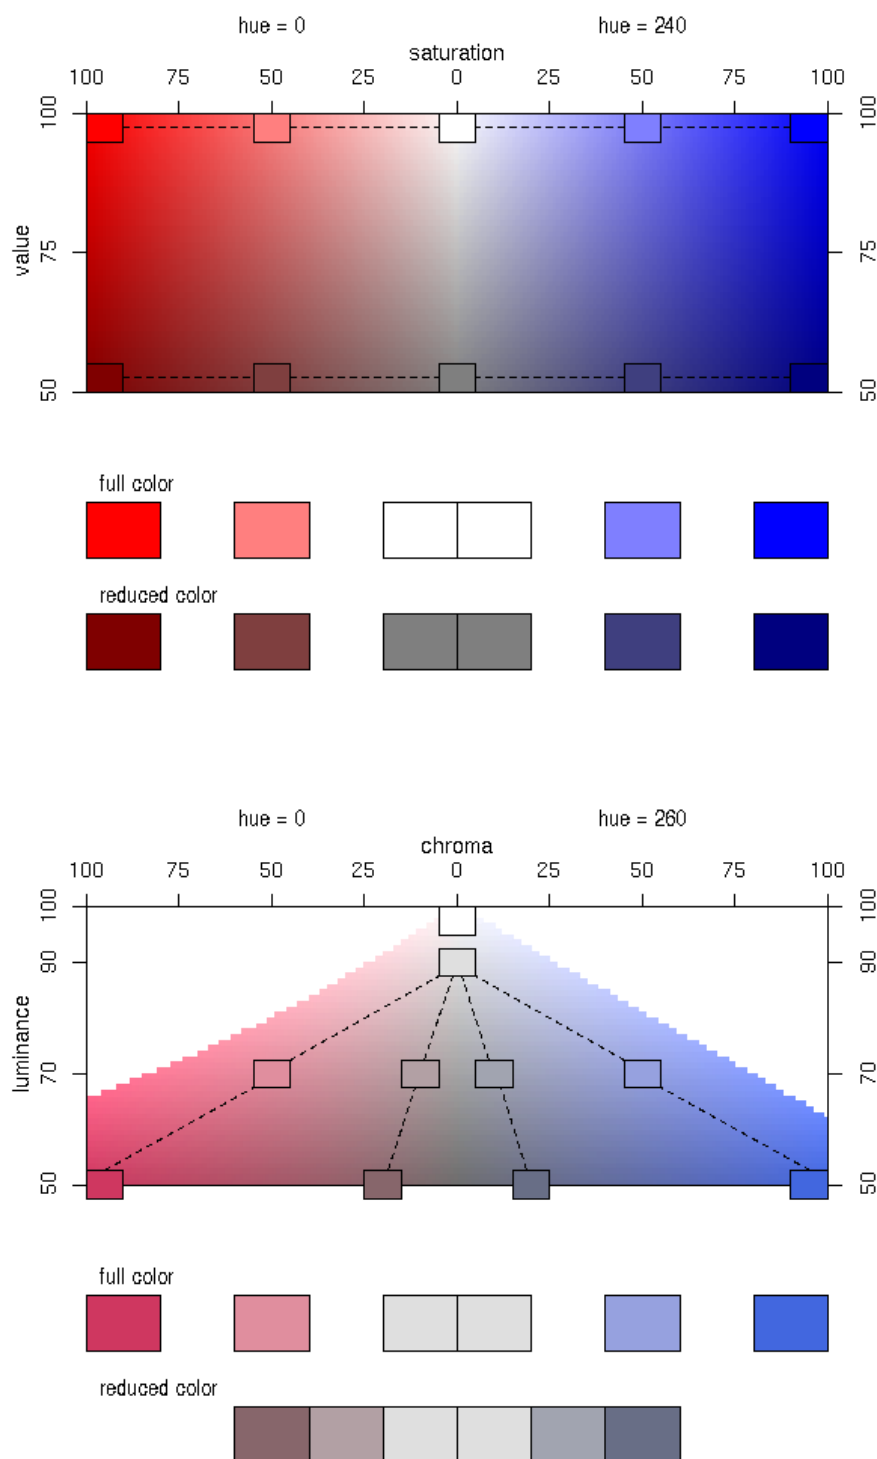 hue = 0 hue = 240
saturation
100 75 50 25 0 25 50 75 100
100 100
value
75 75
50 50
full color
reduced color
hue = 0 hue = 260
chroma
100 75 50 25 0 25 50 75 100
100 100
90 90
luminance
70 70
50 50
full color
reduced color